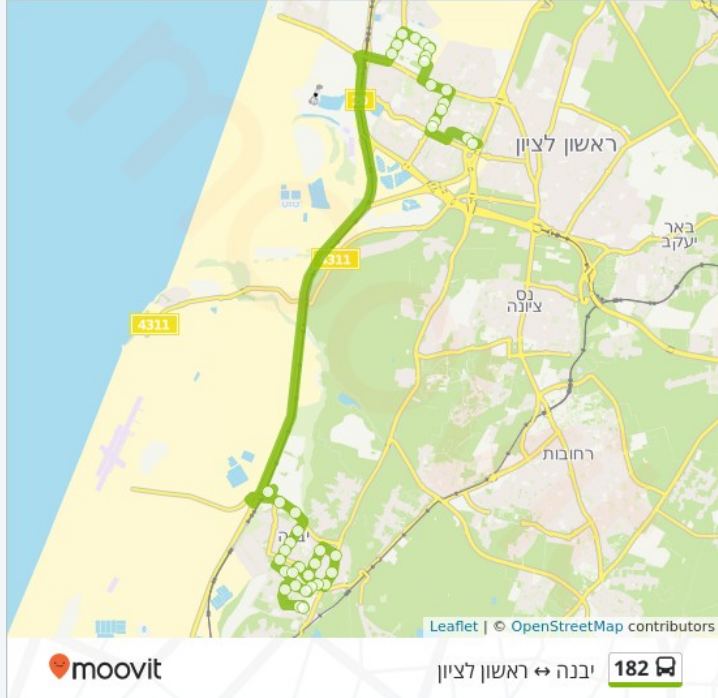 ראשון לציון
באר
יעקב
4311
4311
נס
ציונה
רחובות
Leaflet | © OpenStreetMap contributors
moovit
יבנה ↔ ראשון לציון
182